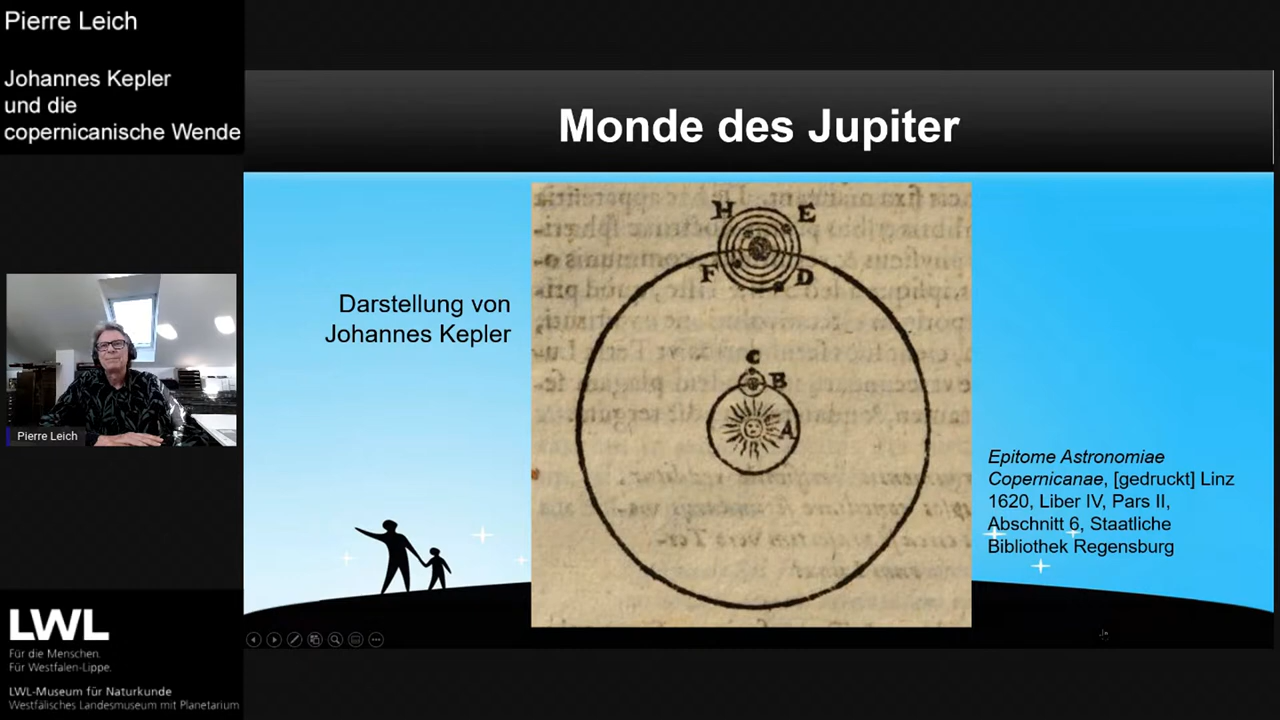 Pierre Leich
Johannes Kepler
und die
copernicanische Wende
Monde des Jupiter
Darstellung von
Johannes Kepler
H
E
F
D
C
B
A
Epitome Astronomiae
Copernicanae, [gedruckt] Linz
1620, Liber IV, Pars II,
Abschnitt 6, Staatliche
Bibliothek Regensburg
Pierre Leich
LWL
Für die Menschen.
Für Westfalen-Lippe.
LWL-Museum für Naturkunde
Westfälisches Landesmuseum mit Planetarium